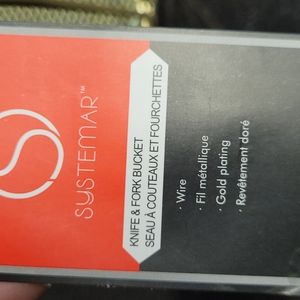 SYSTEMAR™
KNIFE & FORK BUCKET
SEAU À COUTEAUX ET FOURCHETTES
· Wire
· Fil métallique
· Gold plating
· Revêtement doré